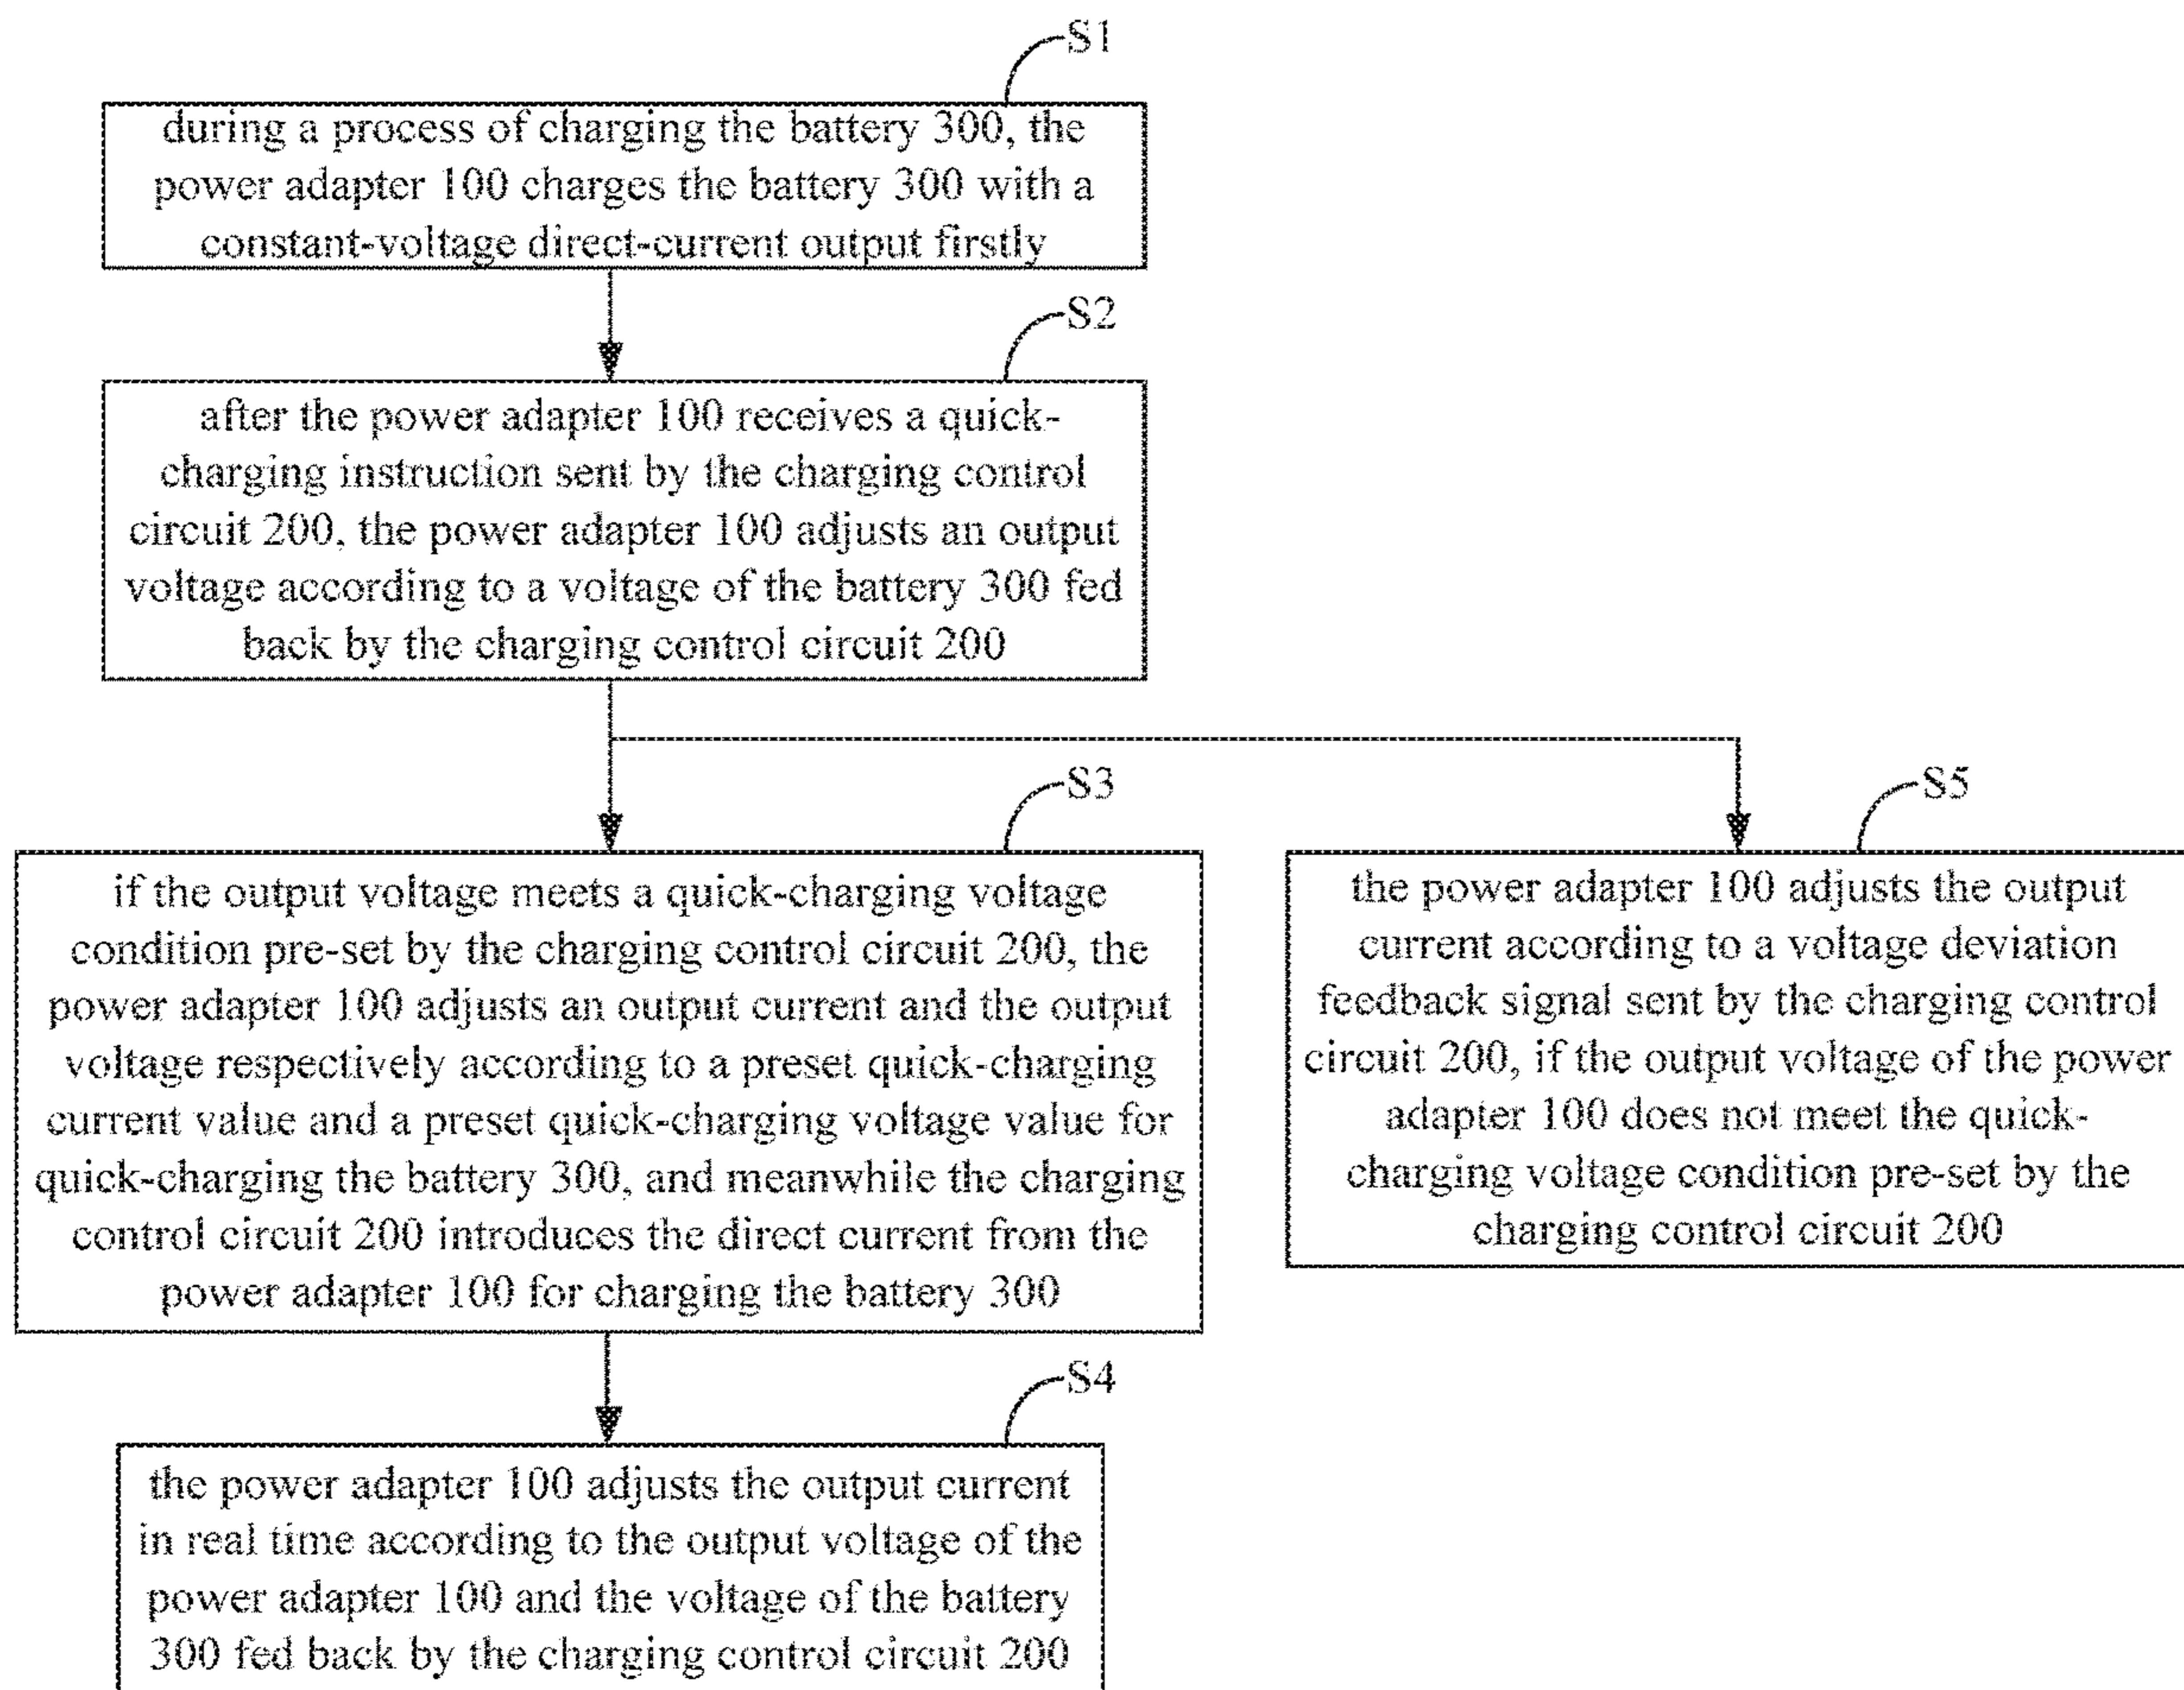 S1
during a process of charging the battery 300, the
power adapter 100 charges the battery 300 with a
constant-voltage direct-current output firstly
S2
after the power adapter 100 receives a quick-
charging instruction sent by the charging control
circuit 200, the power adapter 100 adjusts an output
voltage according to a voltage of the battery 300 fed
back by the charging control circuit 200
S3
if the output voltage meets a quick-charging voltage
condition pre-set by the charging control circuit 200, the
power adapter 100 adjusts an output current and the output
voltage respectively according to a preset quick-charging
current value and a preset quick-charging voltage value for
quick-charging the battery 300, and meanwhile the charging
control circuit 200 introduces the direct current from the
power adapter 100 for charging the battery 300
S5
the power adapter 100 adjusts the output
current according to a voltage deviation
feedback signal sent by the charging control
circuit 200, if the output voltage of the power
adapter 100 does not meet the quick-
charging voltage condition pre-set by the
charging control circuit 200
S4
the power adapter 100 adjusts the output current
in real time according to the output voltage of the
power adapter 100 and the voltage of the battery
300 fed back by the charging control circuit 200